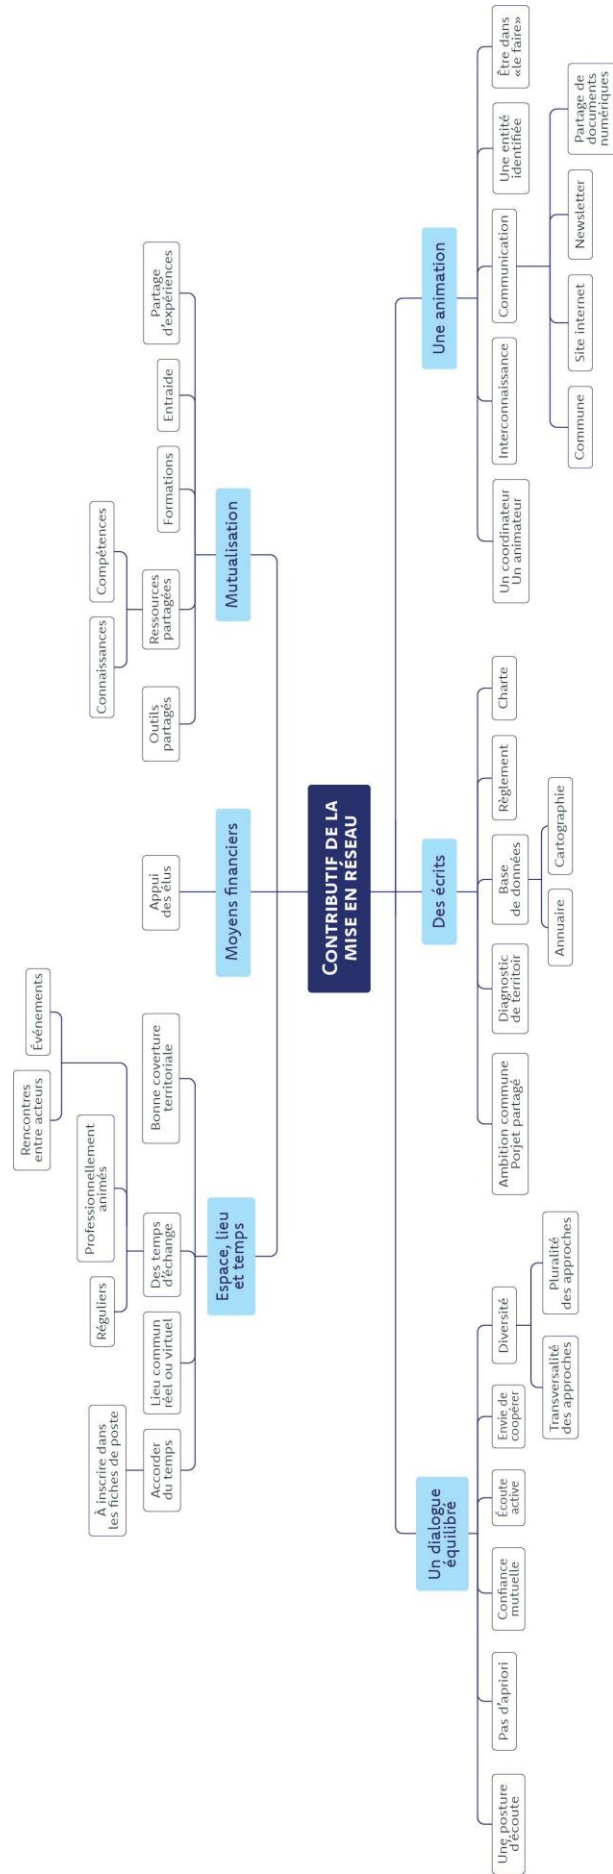 Rencontres
entre acteurs
Événements
Réguliers
Professionnellement
animés
À inscrire dans
les fiches de poste
Connaissances
Compétences
Accorder
du temps
Lieu commun
réel ou virtuel
Des temps
d'échange
Bonne coverture
territoriale
Appui
des élus
Outils
partagés
Ressources
partagées
Formations
Entraide
Partage
d'expériences
Espace, lieu
et temps
Moyens financiers
Mutualisation
CONTRIBUTIF DE LA
MISE EN RÉSEAU
Un dialogue
équilibré
Des écrits
Une animation
Une posture
d'écoute
Pas d'apriori
Confiance
mutuelle
Écoute
active
Envie de
coopérer
Diversité
Ambition commune
Porjet partagé
Diagnostic
de territoir
Base
de données
Règlement
Charte
Un coordinateur
Un animateur
Interconnaissance
Communication
Une entité
identifiée
Être dans
«le faire»
Transversalité
des approches
Pluralité
des approches
Annuaire
Cartographie
Commune
Site internet
Newsletter
Partage de
documents
numériques